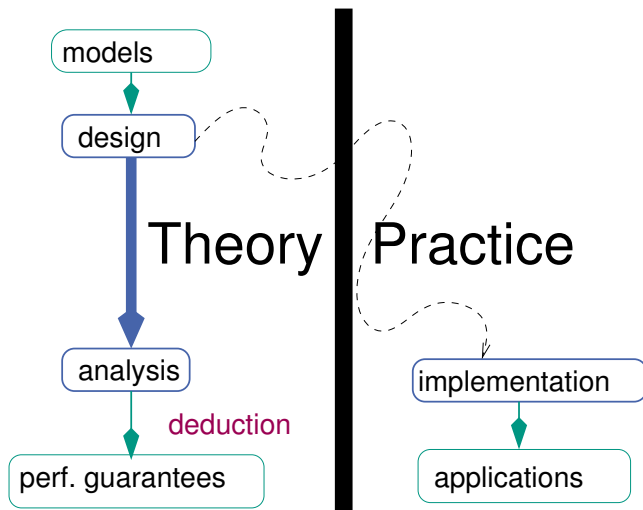 models
design
Theory
Practice
analysis
implementation
deduction
perf. guarantees
applications